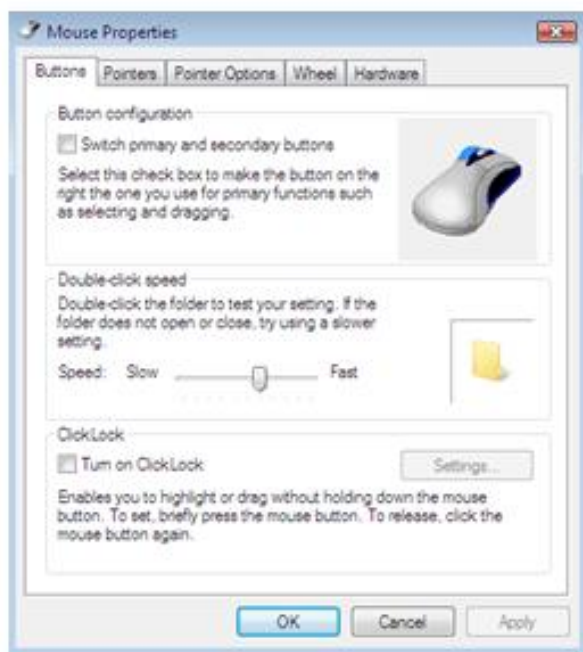 Mouse Properties
Buttons Pointers Pointer Options Wheel Hardware
Button configuration
Switch primary and secondary buttons
Select this check box to make the button on the
right the one you use for primary functions such
as selecting and dragging.
Double-click speed
Double-click the folder to test your setting. If the
folder does not open or close, try using a slower
setting.
Speed: Slow Fast
ClickLock
Turn on ClickLock Settings...
Enables you to highlight or drag without holding down the mouse
button. To set, briefly press the mouse button. To release, click the
mouse button again.
OK Cancel Apply